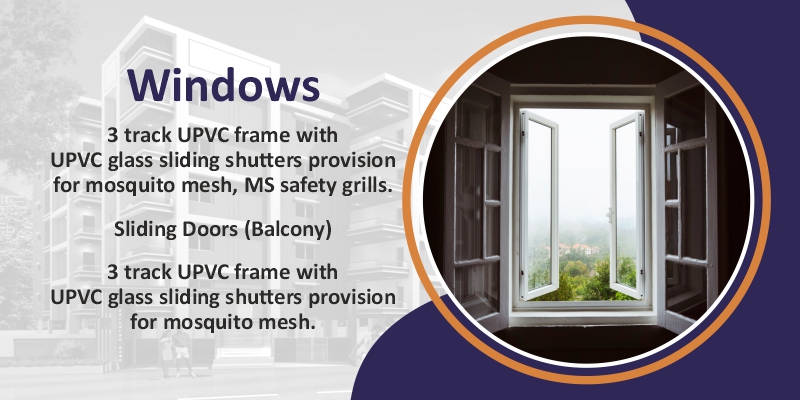 Windows
3 track UPVC frame with
UPVC glass sliding shutters provision
for mosquito mesh, MS safety grills.
Sliding Doors (Balcony)
3 track UPVC frame with
UPVC glass sliding shutters provision
for mosquito mesh.